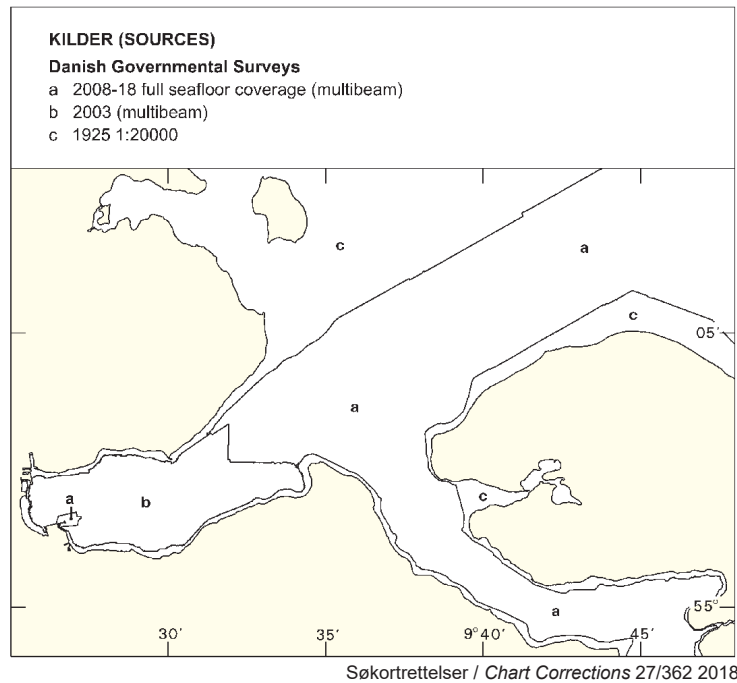 KILDER (SOURCES)
Danish Governmental Surveys
a 2008-18 full seafloor coverage (multibeam)
b 2003 (multibeam)
c 1925 1:20000
c
a
c
05′
a
a
b
c
a
55°
30′ 35′ 9°40′ 45′
Søkortrettelser / Chart Corrections 27/362 2018